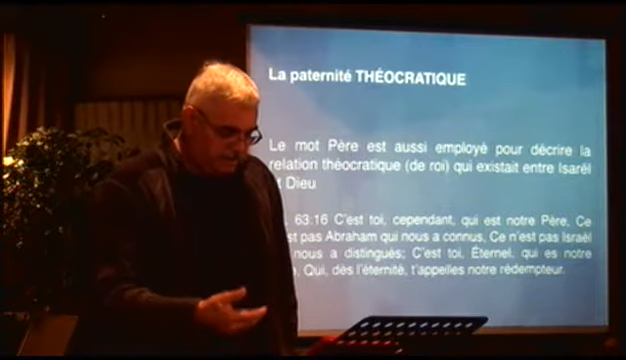 La paternité THÉOCRATIQUE
Le mot Père est aussi employé pour décrire la
relation théocratique (de roi) qui existait entre Isarël
Dieu
63:16 C'est toi, cependant, qui est notre Père, Ce
pas Abraham qui nous a connus, Ce n'est pas Israël
nous a distingués; C'est toi, Éternel, qui es notre
Qui, dès l'éternité, t'appelles notre rédempteur.